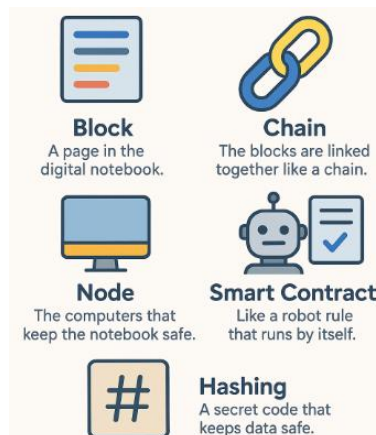 Block
A page in the
digital notebook.
Chain
The blocks are linked
together like a chain.
Node
The computers that
keep the notebook safe.
Smart Contract
Like a robot rule
that runs by itself.
#
Hashing
A secret code that
keeps data safe.